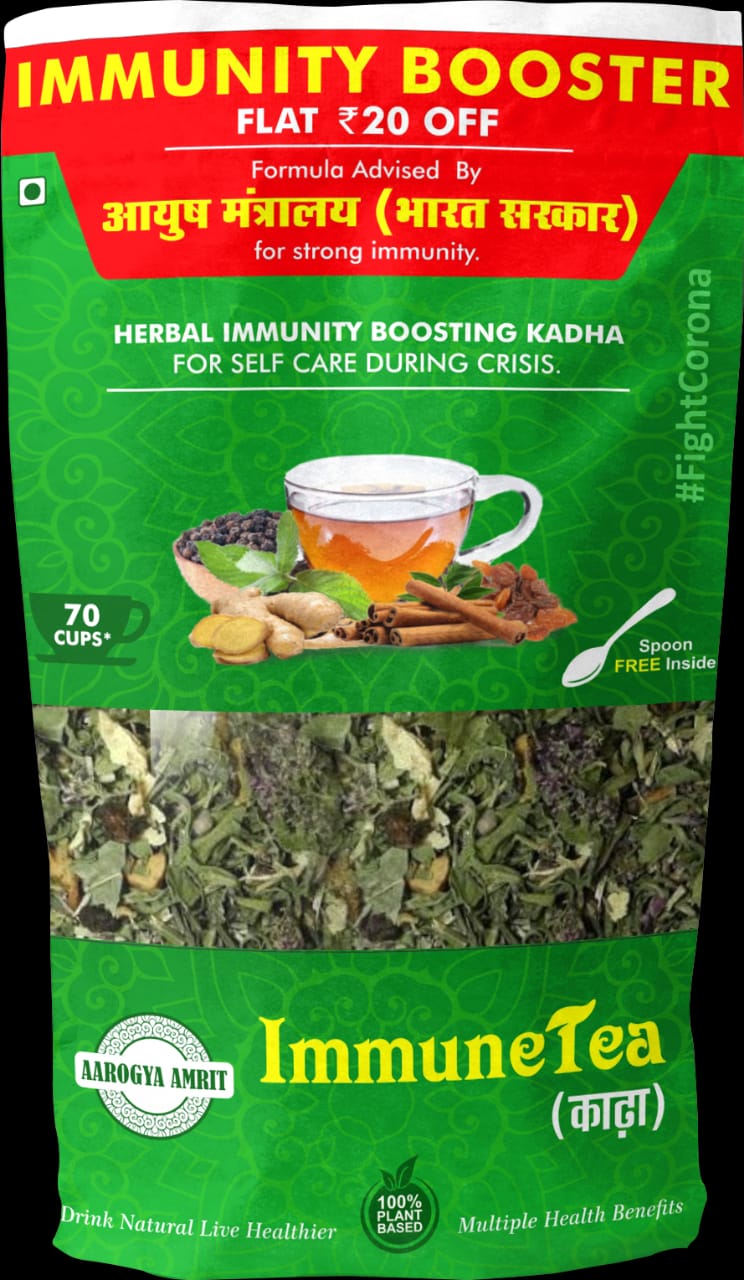 IMMUNITY BOOSTER
FLAT ₹20 OFF
Formula Advised By
आयुष मंत्रालय (भारत सरकार)
for strong immunity.
HERBAL IMMUNITY BOOSTING KADHA
FOR SELF CARE DURING CRISIS.
#FightCorona
70
CUPS*
Spoon
FREE Inside
AAROGYA AMRIT
ImmuneTea
(काढ़ा)
100%
PLANT
BASED
Drink Natural Live Healthier
Multiple Health Benefits